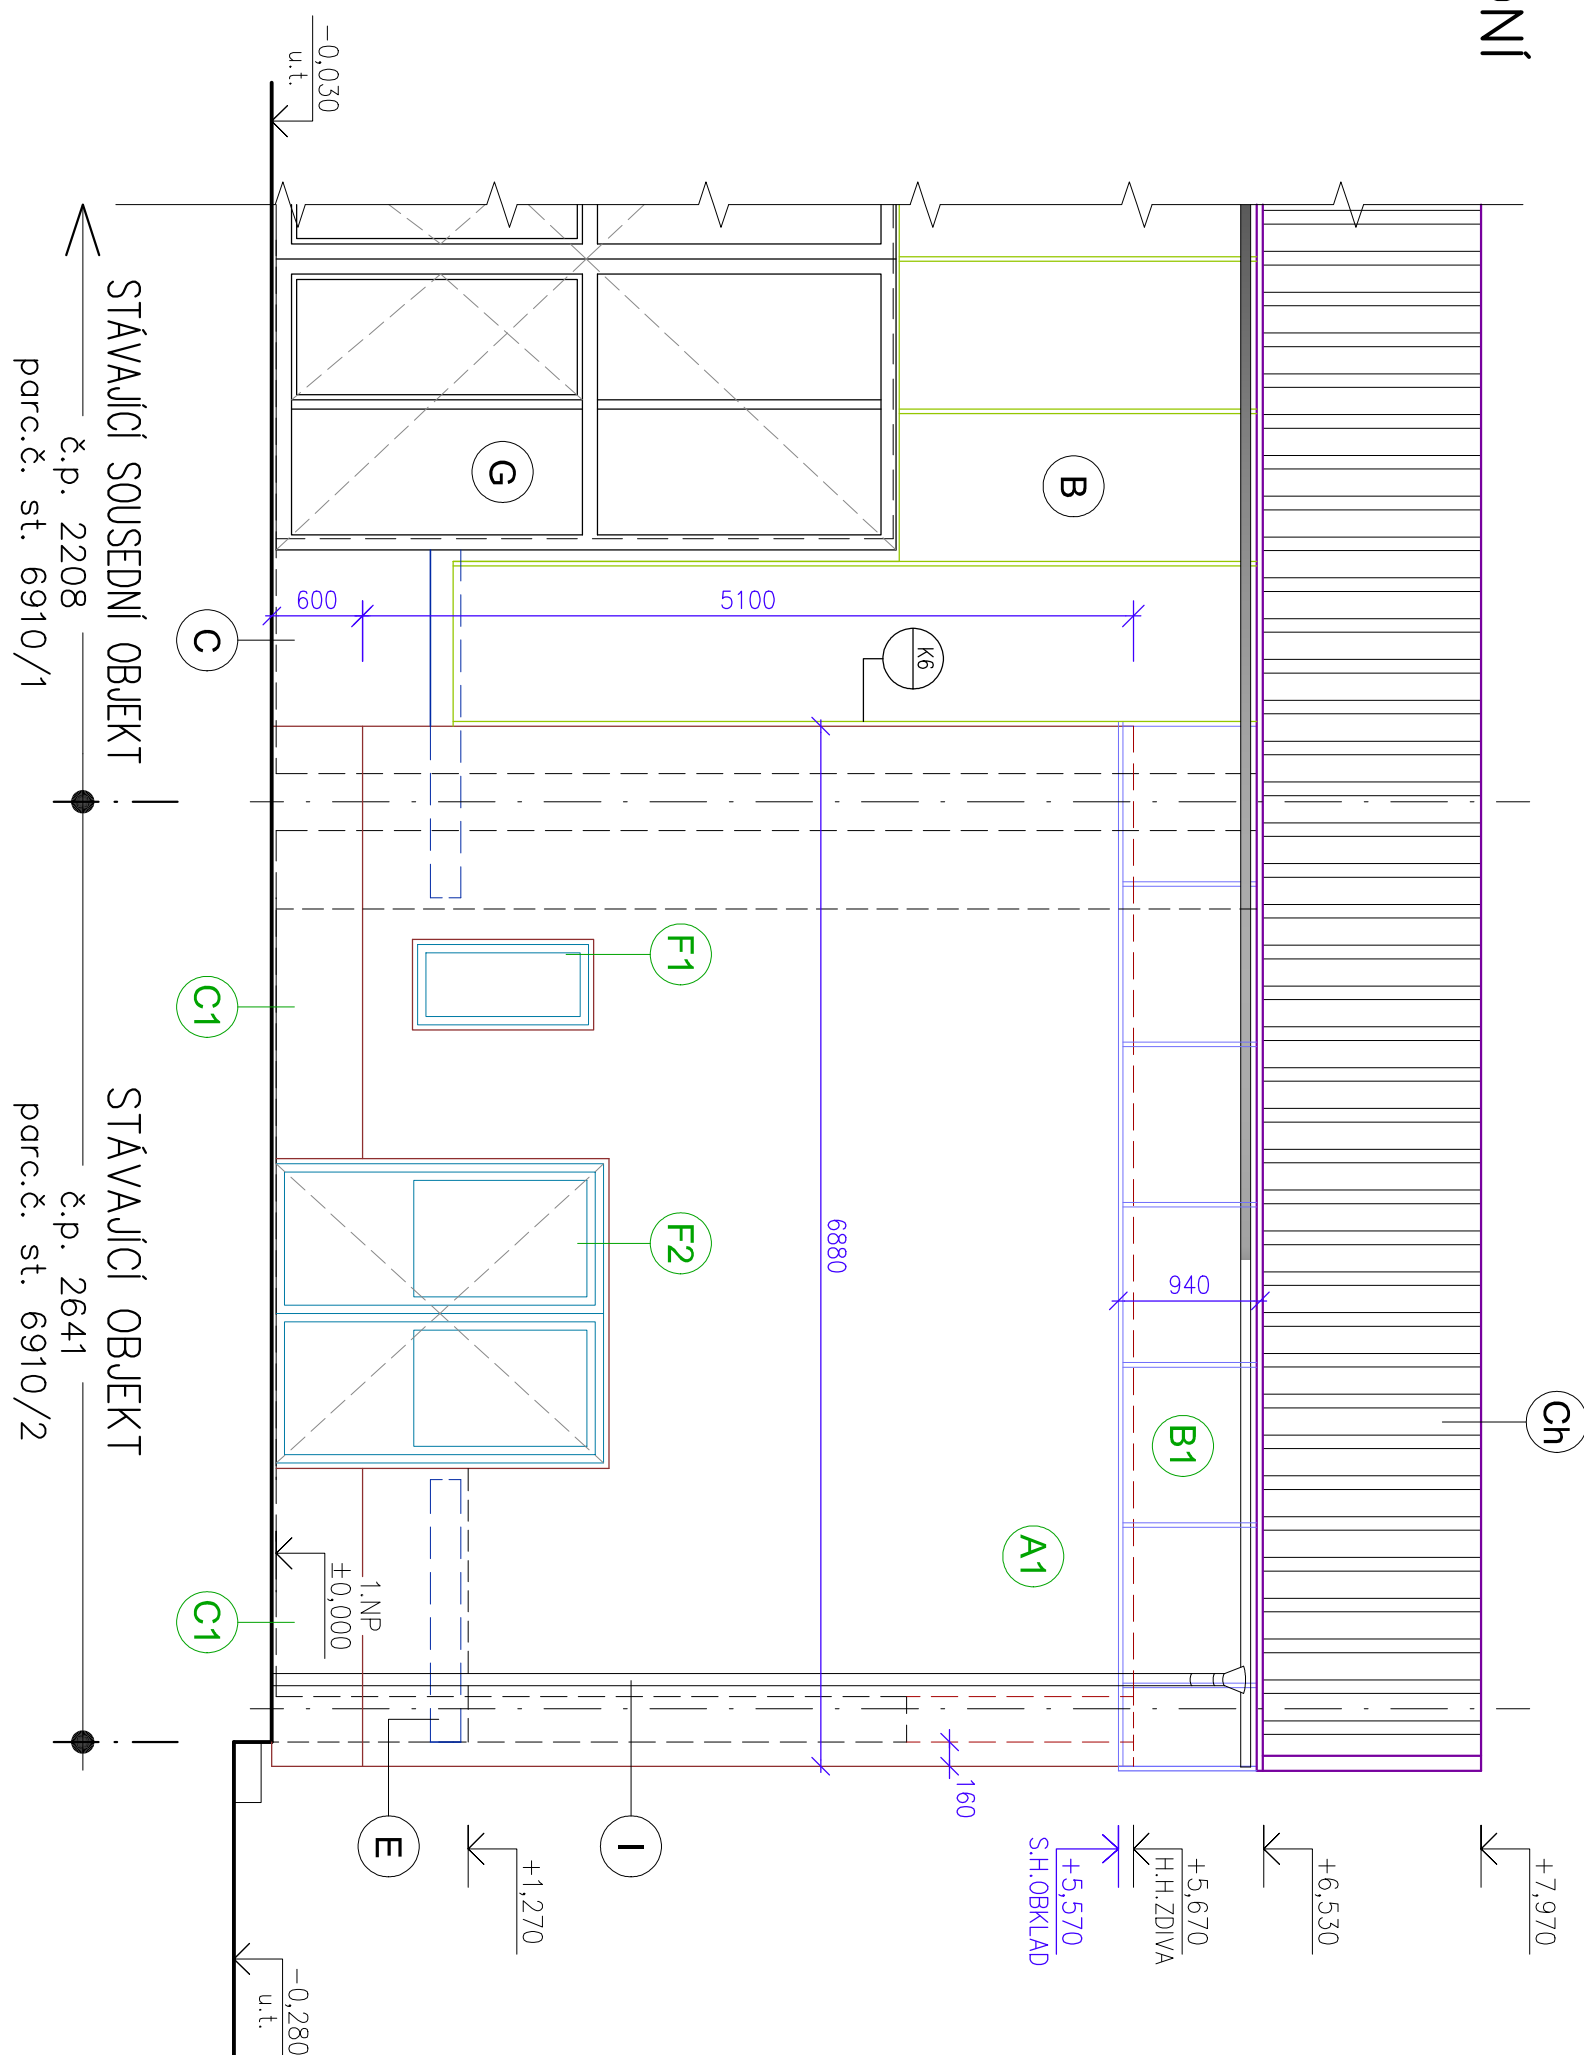 NÍ
Ch
+7,970
+6,530
+5,670
H.H.ZDIVA
+5,570
S.H.OBKLAD
B
940
B1
A1
K6
5100
6880
160
+1,270
F1
F2
G
I
E
600
1.NP
±0,000
-0,030
u.t.
-0,280
u.t.
C
C1
C1
STÁVAJÍCÍ SOUSEDNÍ OBJEKT
č.p. 2208
parc.č. st. 6910/1
STÁVAJÍCÍ OBJEKT
č.p. 2641
parc.č. st. 6910/2